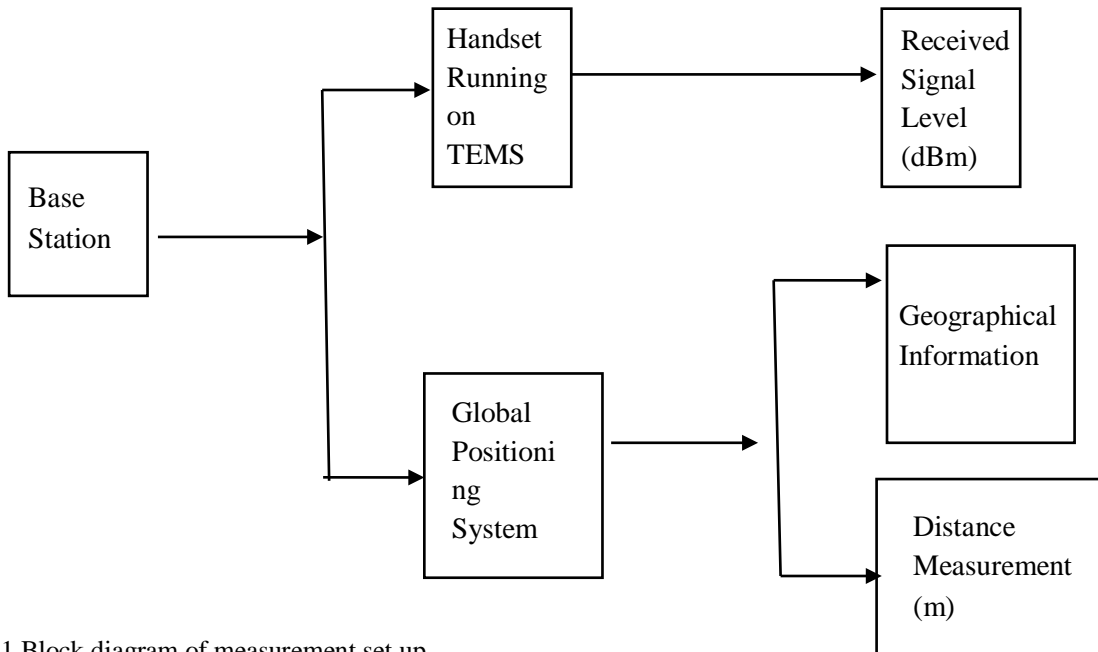 Handset
Running
on
TEMS
Received
Signal
Level
(dBm)
Base
Station
Geographical
Information
Global
Positioni
ng
System
Distance
Measurement
(m)
1 Block diagram of measurement set up